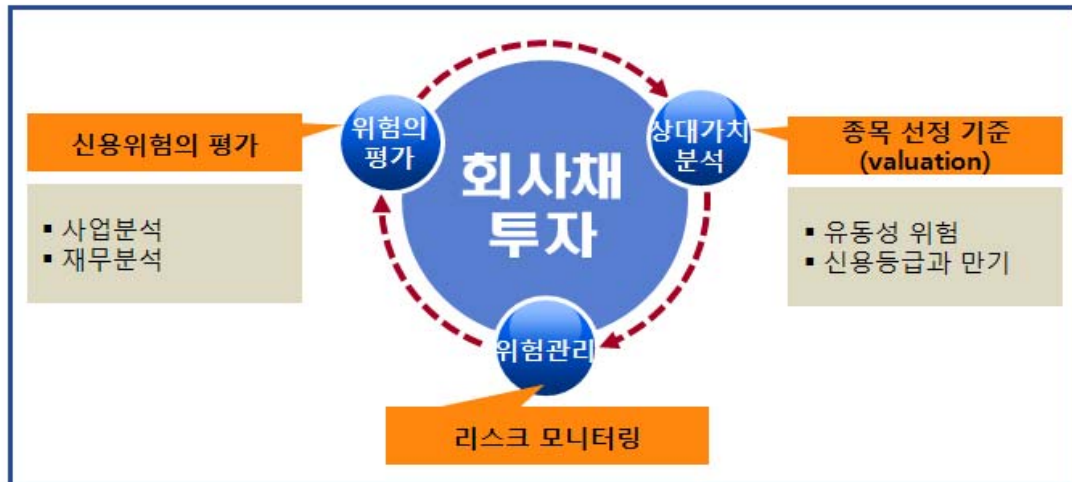 신용위험의 평가
▪ 사업분석
▪ 재무분석
위험의
평가
회사채
투자
상대가치
분석
종목 선정 기준
(valuation)
▪ 유동성 위험
▪ 신용등급과 만기
위험관리
리스크 모니터링